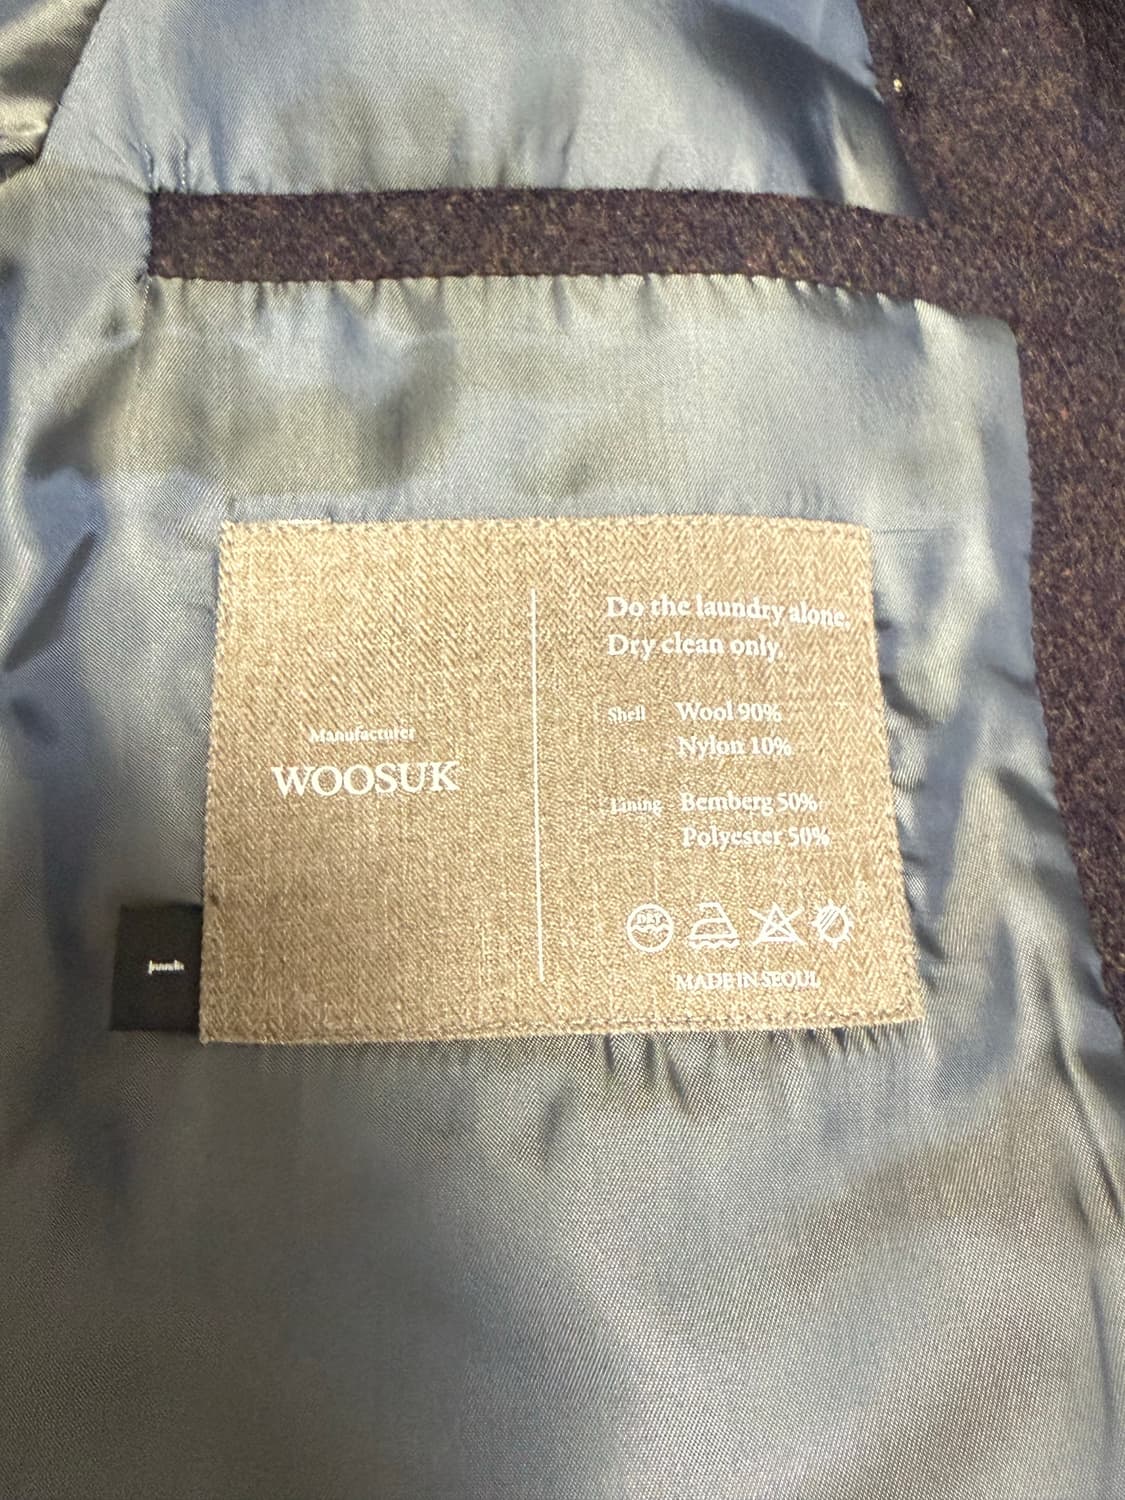 Manufacturer
WOOSUK
Do the laundry alone.
Dry clean only.
Shell Wool 90%
Nylon 10%
Lining Bemberg 50%
Polyester 50%
DRY
MADE IN SEOUL